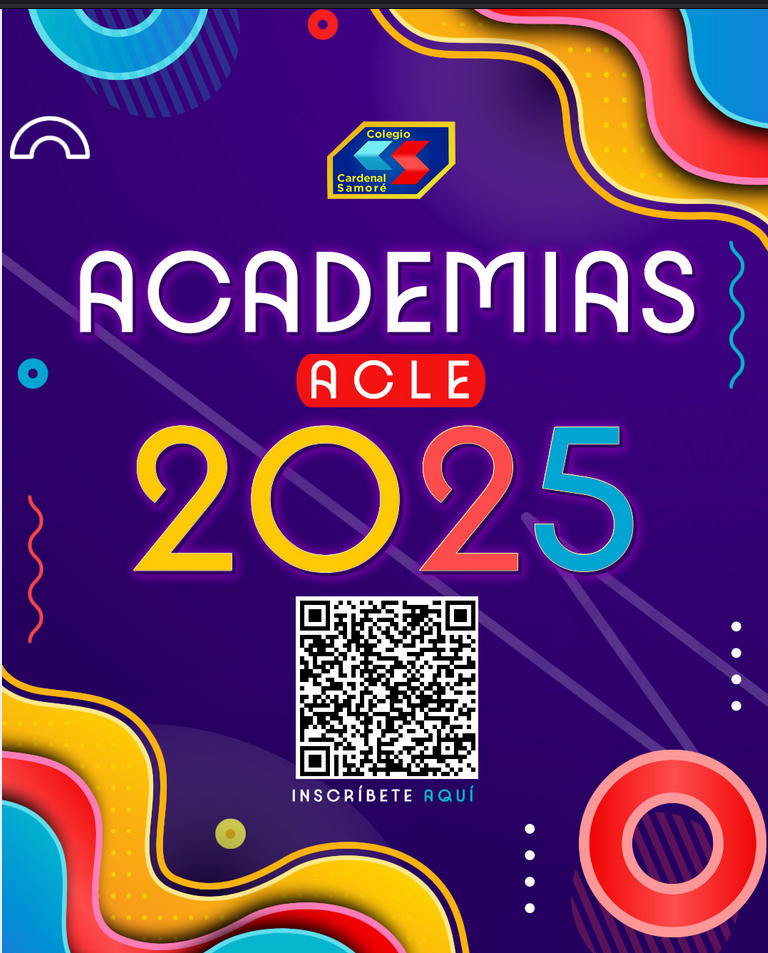 Colegio
Cardenal
Samoré
ACADEMIAS
ACLE
2025
INSCRÍBETE AQUÍ